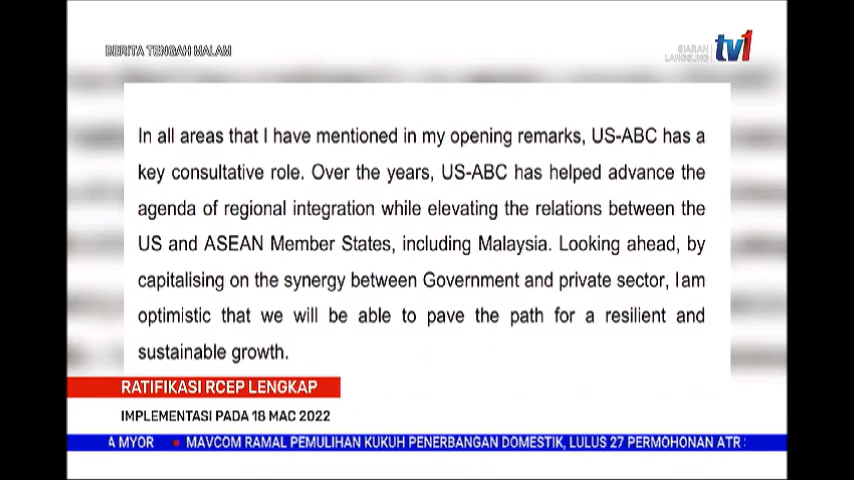 BERITA TENGAH MALAM
SIARAN
LANGSUNG
tv1
In all areas that I have mentioned in my opening remarks, US-ABC has a
key consultative role. Over the years, US-ABC has helped advance the
agenda of regional integration while elevating the relations between the
US and ASEAN Member States, including Malaysia. Looking ahead, by
capitalising on the synergy between Government and private sector, I am
optimistic that we will be able to pave the path for a resilient and
sustainable growth.
RATIFIKASI RCEP LENGKAP
IMPLEMENTASI PADA 18 MAC 2022
A MYOR • MAVCOM RAMAL PEMULIHAN KUKUH PENERBANGAN DOMESTIK, LULUS 27 PERMOHONAN ATR